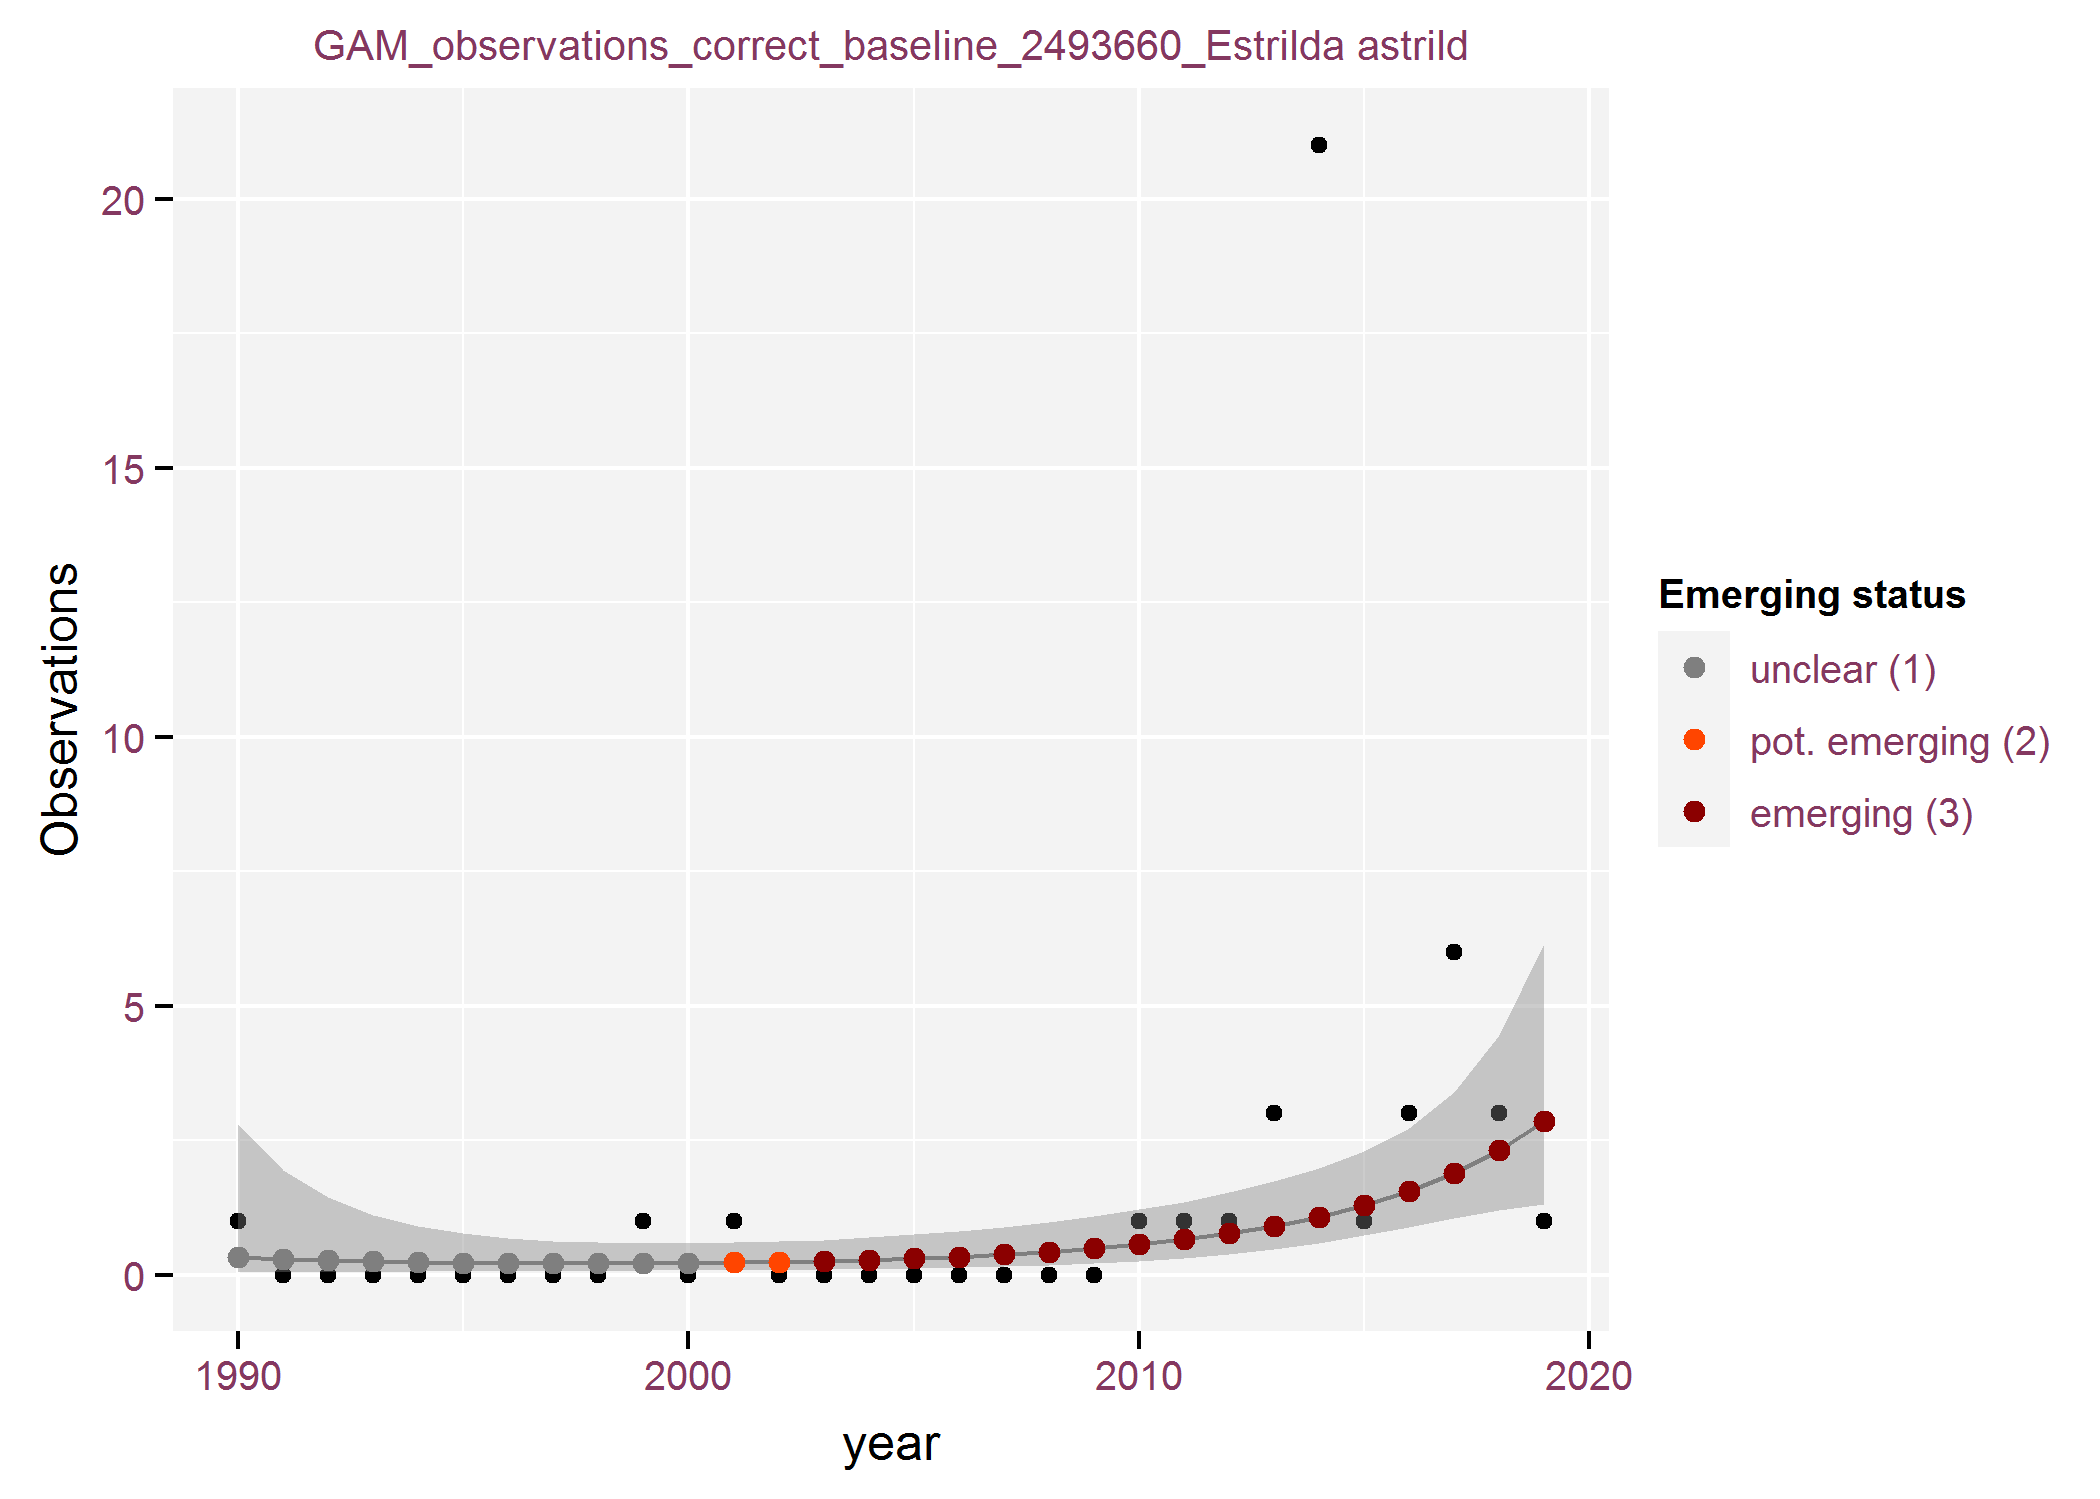 GAM_observations_correct_baseline_2493660_Estrilda astrild
20
15
10
5
0
Observations
1990 2000 2010 2020
year
Emerging status
unclear (1)
pot. emerging (2)
emerging (3)